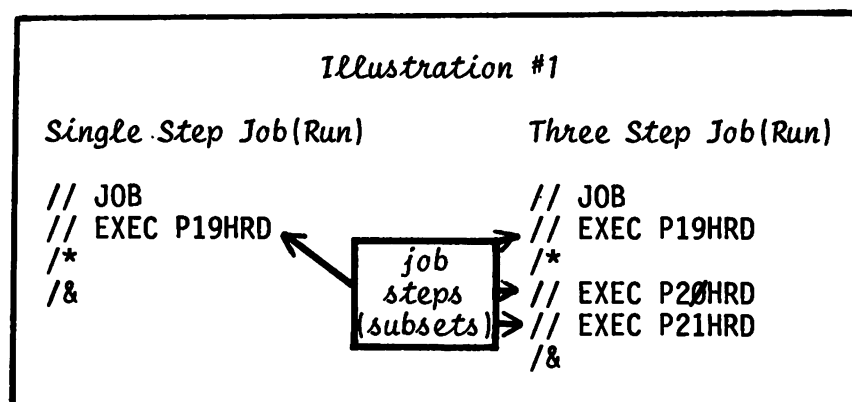 Illustration #1
Single Step Job(Run)
// JOB
// EXEC P19HRD
/*
/&
job
steps
(subsets)
Three Step Job(Run)
// JOB
// EXEC P19HRD
/*
// EXEC P2ØHRD
// EXEC P21HRD
/&